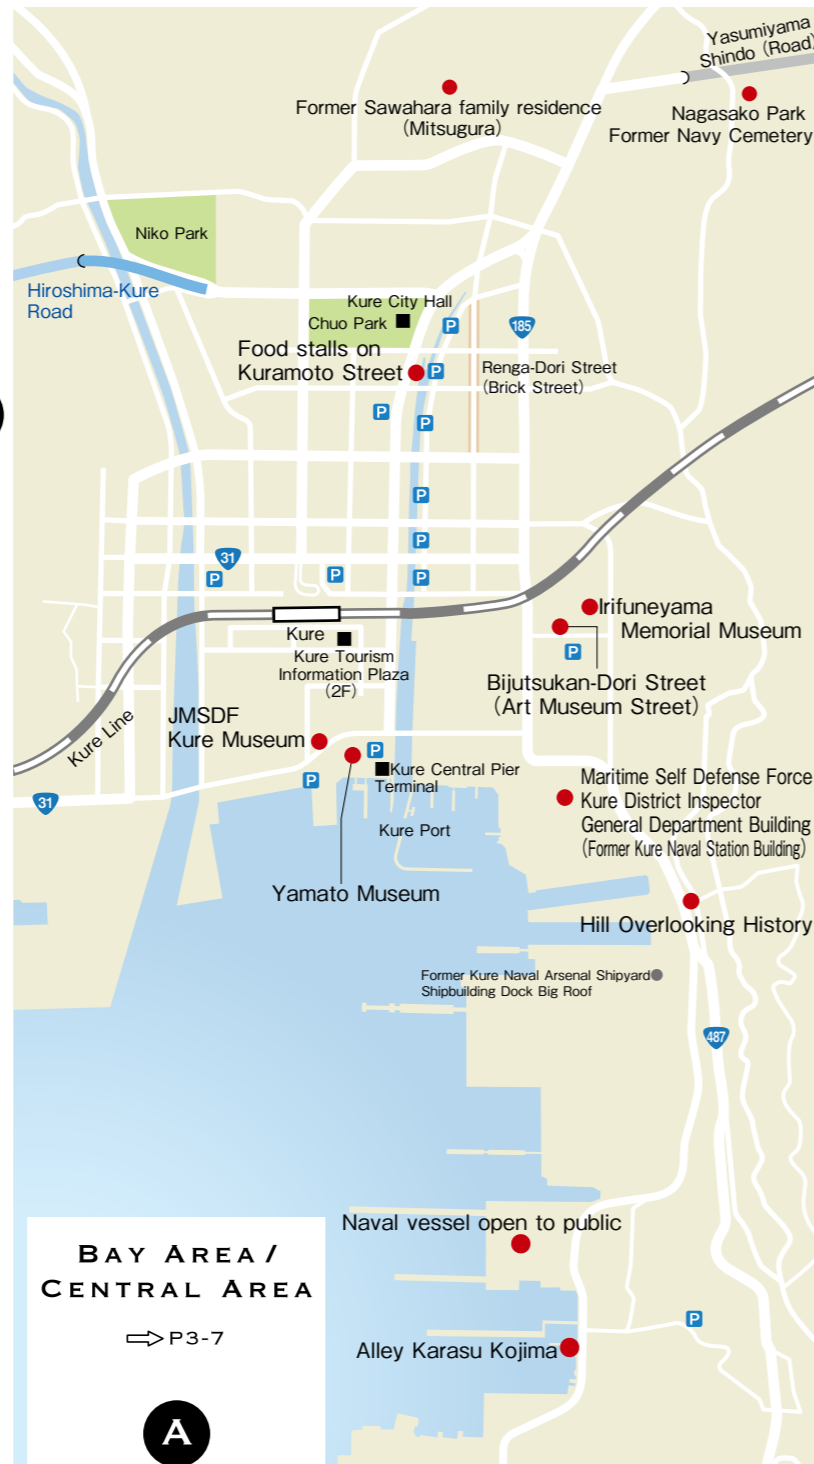 Yasumiyama
Shindo (Road)
Former Sawahara family residence
(Mitsugura)
Nagasako Park
Former Navy Cemetery
Niko Park
Hiroshima-Kure
Road
Kure City Hall
Chuo Park
P
185
Food stalls on
Kuramoto Street
P
Renga-Dori Street
(Brick Street)
P
P
P
P
31
P
P
P
Irifuneyama
Memorial Museum
Kure
Kure Tourism
Information Plaza
(2F)
P
Bijutsukan-Dori Street
(Art Museum Street)
JMSDF
Kure Museum
Kure Line
P
Kure Central Pier
Terminal
P
31
Maritime Self Defense Force
Kure District Inspector
General Department Building
(Former Kure Naval Station Building)
Kure Port
Yamato Museum
Hill Overlooking History
Former Kure Naval Arsenal Shipyard
Shipbuilding Dock Big Roof
487
Naval vessel open to public
BAY AREA /
CENTRAL AREA
P3-7
P
Alley Karasu Kojima
A